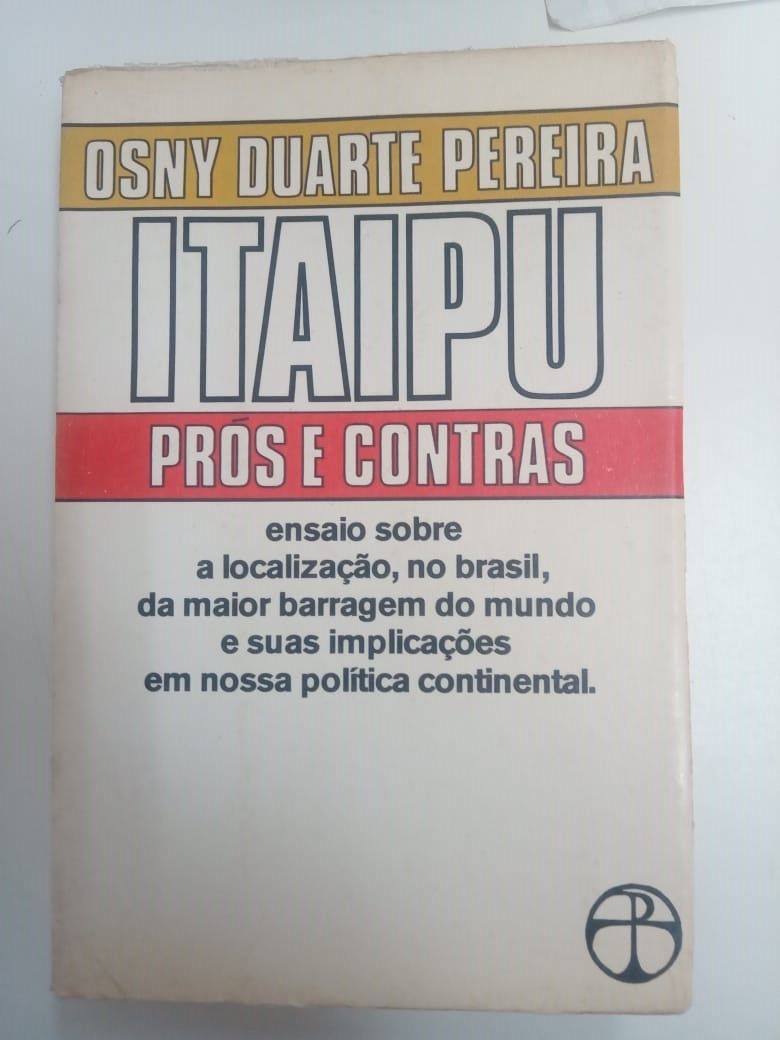 OSNY DUARTE PEREIRA
ITAIPU
PRÓS E CONTRAS
ensaio sobre
a localização, no brasil,
da maior barragem do mundo
e suas implicações
em nossa política continental.